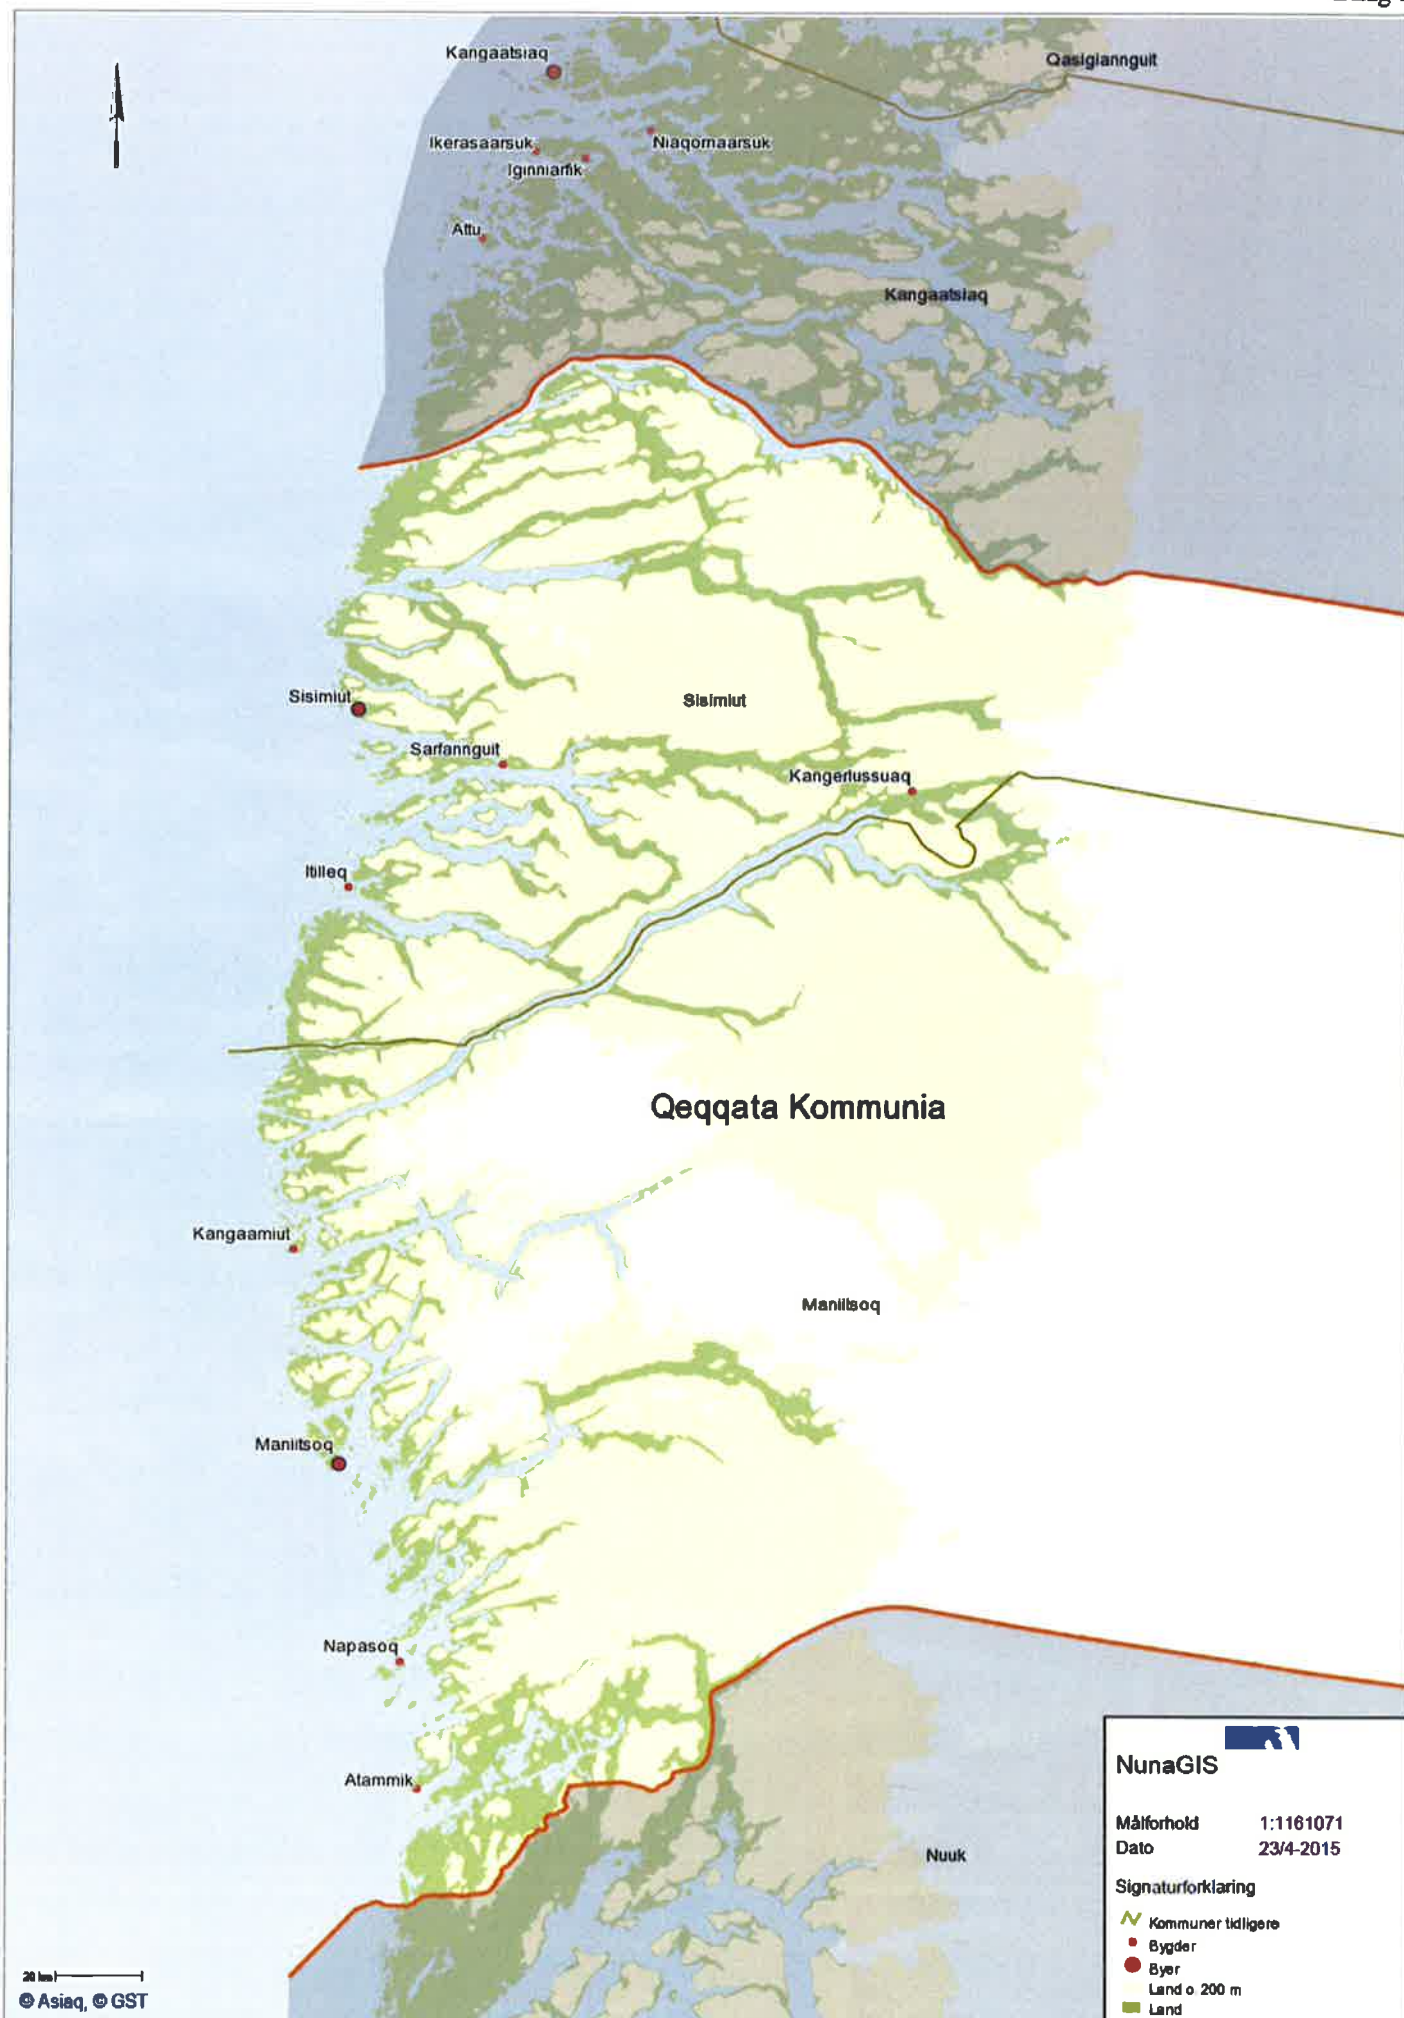 Kangaatsiaq
Qasigiannguit
Ikerasaarsuk
Niaqornaarsuk
Iginniarfik
Attu
Kangaatsiaq
Sisimiut
Sisimiut
Sarfannguit
Kangerlussuaq
Itilleq
Qeqqata Kommunia
Kangaamiut
Maniitsoq
Maniitsoq
Napasoq
Atammik
Nuuk
NunaGIS
Målforhold 1:1161071
Dato 23/4-2015
Signaturforklaring
Kommuner tidligere
Bygder
Byer
Land o 200 m
Land
20 km
© Asiaq, © GST